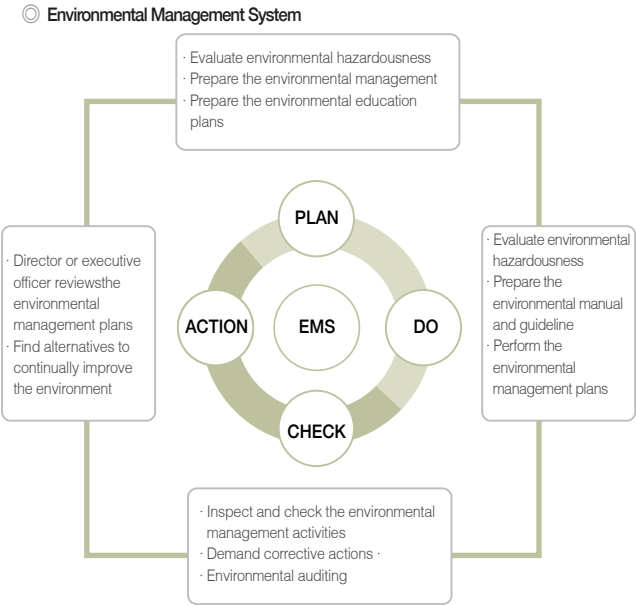 ◎ Environmental Management System
· Evaluate environmental hazardousness
· Prepare the environmental management
· Prepare the environmental education
plans
PLAN
· Director or executive
officer reviewsthe
environmental
management plans
· Find alternatives to
continually improve
the environment
ACTION
EMS
DO
· Evaluate environmental
hazardousness
· Prepare the
environmental manual
and guideline
· Perform the
environmental
management plans
CHECK
· Inspect and check the environmental
management activities
· Demand corrective actions ·
· Environmental auditing